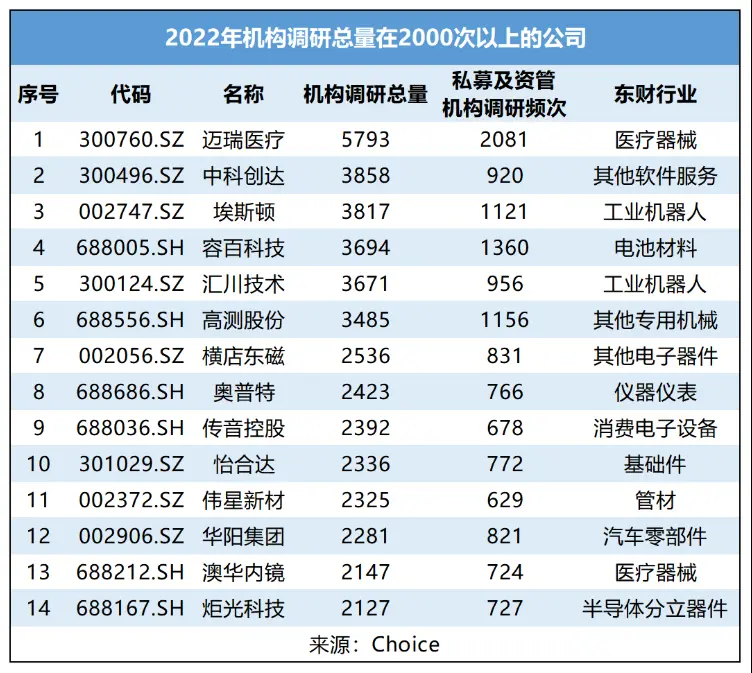 2022年机构调研总量在2000次以上的公司
序号 代码 名称 机构调研总量 私募及资管机构调研频次 东财行业
1 300760.SZ 迈瑞医疗 5793 2081 医疗器械
2 300496.SZ 中科创达 3858 920 其他软件服务
3 002747.SZ 埃斯顿 3817 1121 工业机器人
4 688005.SH 容百科技 3694 1360 电池材料
5 300124.SZ 汇川技术 3671 956 工业机器人
6 688556.SH 高测股份 3485 1156 其他专用机械
7 002056.SZ 横店东磁 2536 831 其他电子器件
8 688686.SH 奥普特 2423 766 仪器仪表
9 688036.SH 传音控股 2392 678 消费电子设备
10 301029.SZ 怡合达 2336 772 基础件
11 002372.SZ 伟星新材 2325 629 管材
12 002906.SZ 华阳集团 2281 821 汽车零部件
13 688212.SH 澳华内镜 2147 724 医疗器械
14 688167.SH 炬光科技 2127 727 半导体分立器件
来源：Choice